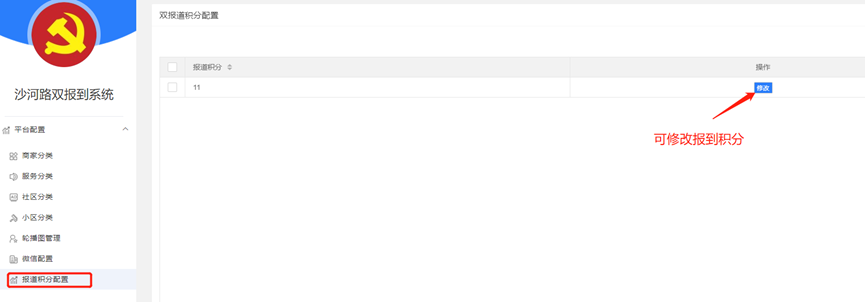 双报道积分配置
报道积分
操作
11
修改
可修改报到积分
沙河路双报到系统
平台配置
商家分类
服务分类
社区分类
小区分类
轮播图管理
微信配置
报道积分配置